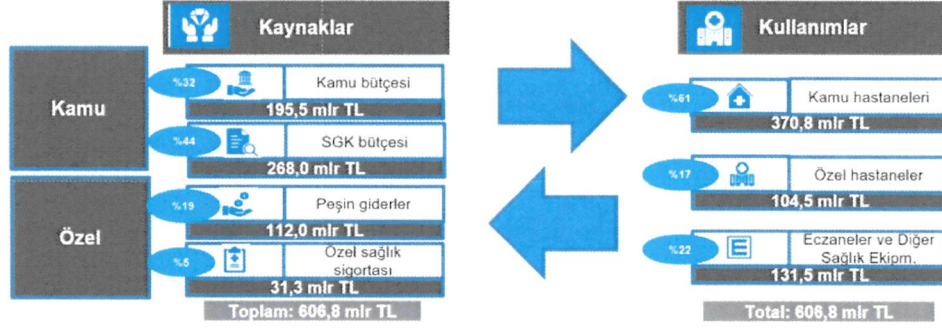 Kaynaklar
Kullanımlar
Kamu
%32
Kamu bütçesi
195,5 mlr TL
%44
SGK bütçesi
268,0 mlr TL
Özel
%19
Peşin giderler
112,0 mlr TL
%5
Özel sağlık
sigortası
31,3 mlr TL
Toplam: 606,8 mlr TL
%61
Kamu hastaneleri
370,8 mlr TL
%17
Özel hastaneler
104,5 mlr TL
%22
E
Eczaneler ve Diğer
Sağlık Ekipm.
131,5 mlr TL
Total: 606,8 mlr TL